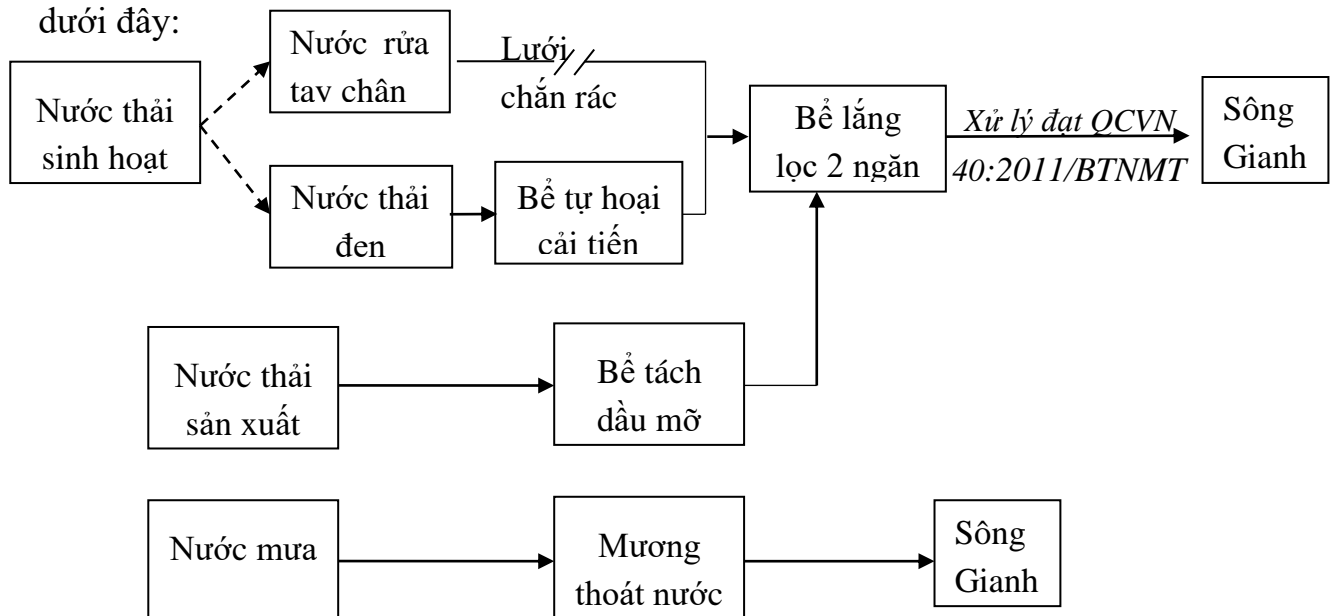 dưới đây:
Nước thải
sinh hoạt
Nước rửa
tay chân
Lưới
chắn rác
Nước thải
đen
Bể tự hoại
cải tiến
Bể lắng
lọc 2 ngăn
Xử lý đạt QCVN
40:2011/BTNMT
Sông
Gianh
Nước thải
sản xuất
Bể tách
dầu mỡ
Nước mưa
Mương
thoát nước
Sông
Gianh